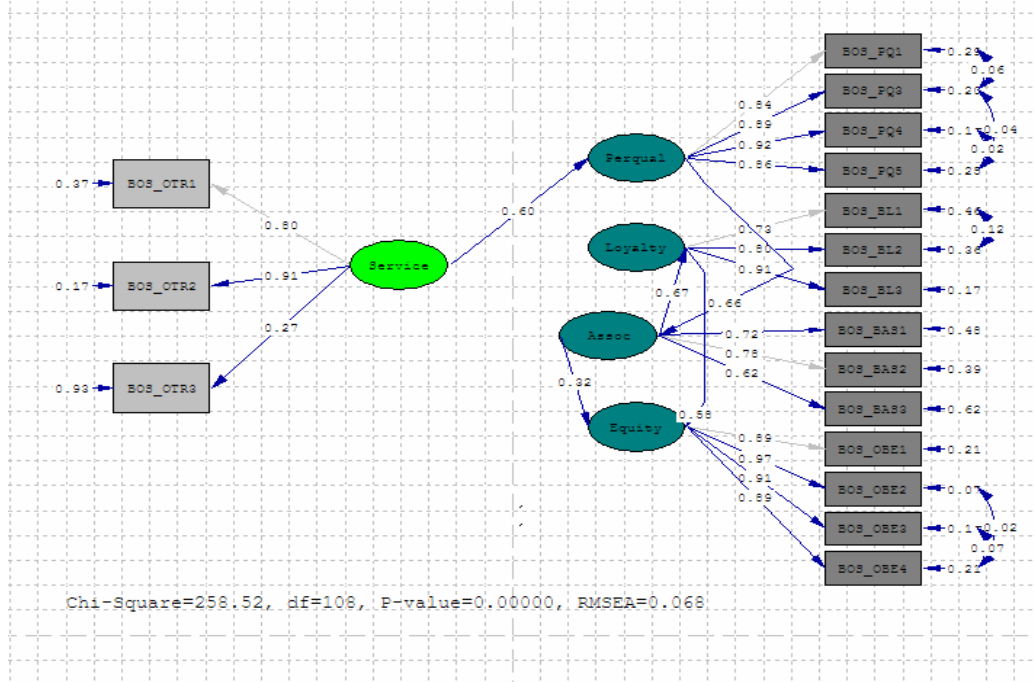 BOS_PQ1
0.06
0.84
BOS_PQ3
0.89
BOS_PQ4
0.04
0.92
0.02
Perqual
0.86
BOS_PQ5
0.37
BOS_OTR1
0.60
BOS_BL1
0.80
0.73
0.12
Loyalty
0.80
BOS_BL2
Service
0.91
0.91
BOS_BL3
0.17
0.17
BOS_OTR2
0.67
0.66
0.27
Assoc
0.72
BOS_BAS1
0.48
0.78
BOS_BAS2
0.39
0.62
0.32
0.93
BOS_OTR3
BOS_BAS3
0.62
0.58
Equity
0.89
BOS_OBE1
0.21
0.97
0.91
BOS_OBE2
0.89
BOS_OBE3
0.02
0.07
BOS_OBE4
Chi-Square=258.52, df=108, P-value=0.00000, RMSEA=0.068